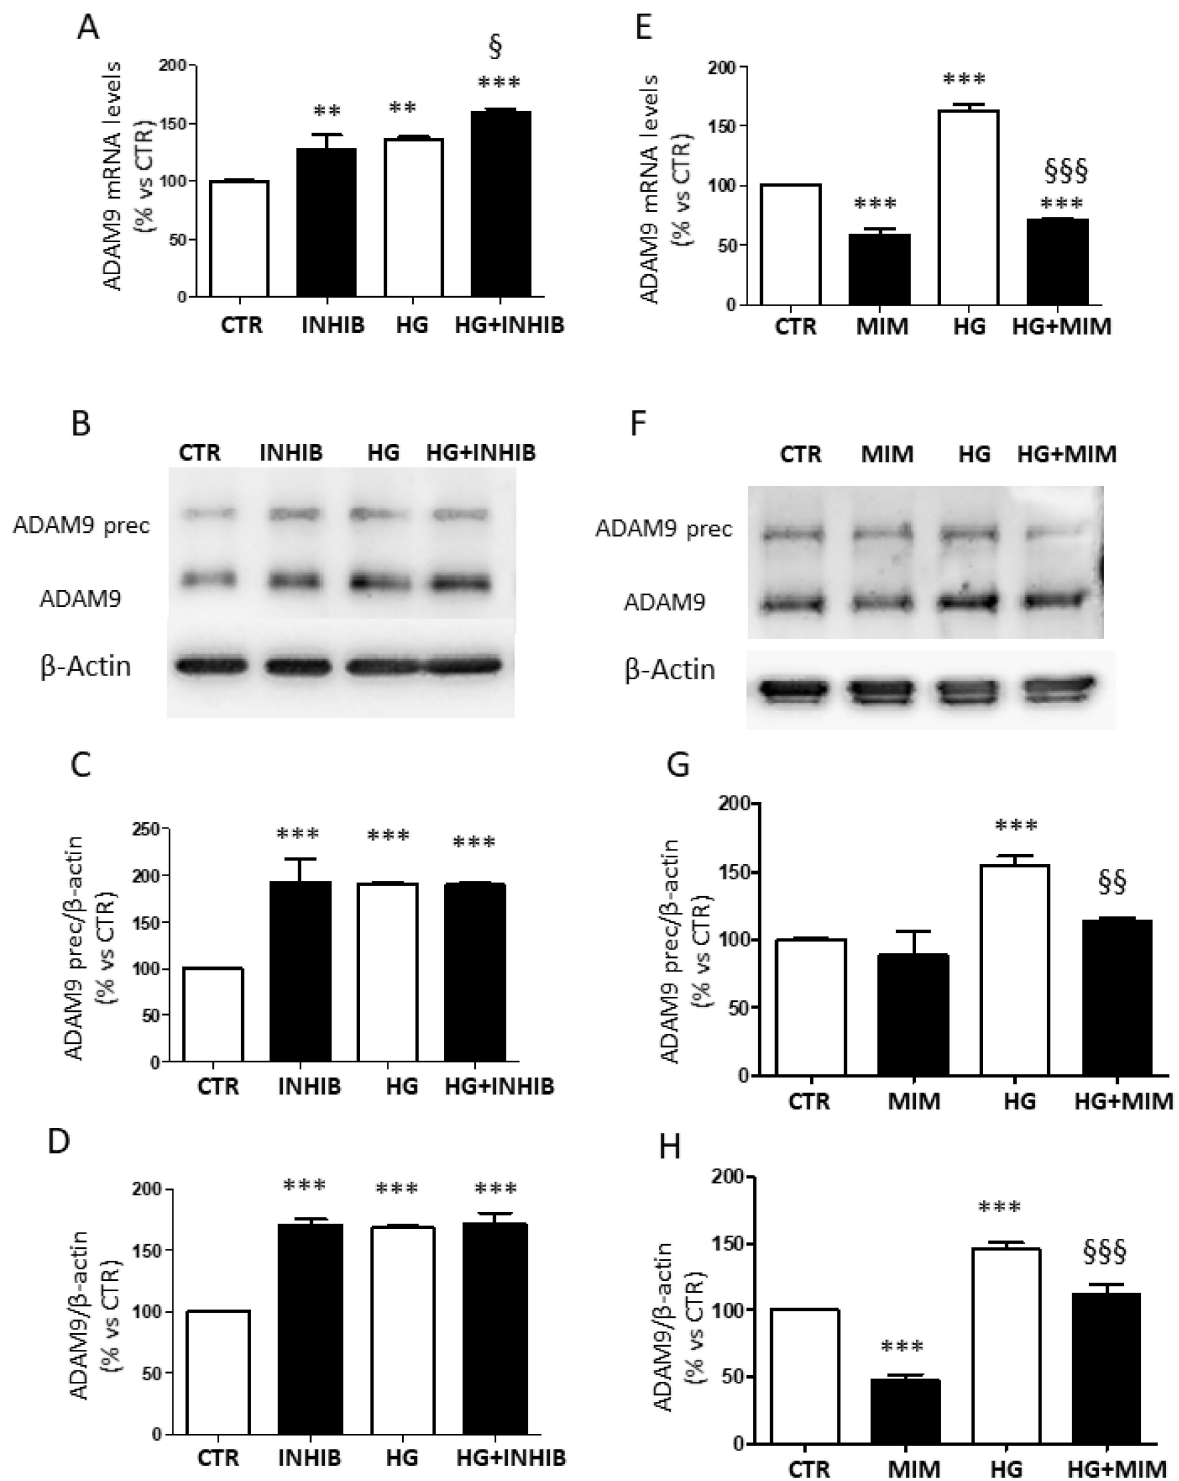 A
ADAM9 mRNA levels
(% vs CTR)
200
150
100
50
0
**
**
§
***
CTR INHIB HG HG+INHIB
E
ADAM9 mRNA levels
(% vs CTR)
200
150
100
50
0
***
***
§§§
***
CTR MIM HG HG+MIM
B
CTR INHIB HG HG+INHIB
ADAM9 prec
ADAM9
β-Actin
F
CTR MIM HG HG+MIM
ADAM9 prec
ADAM9
β-Actin
C
ADAM9 prec/β-actin
(% vs CTR)
250
200
150
100
50
0
*** *** ***
CTR INHIB HG HG+INHIB
G
ADAM9 prec/β-actin
(% vs CTR)
200
150
100
50
0
***
§§
CTR MIM HG HG+MIM
D
ADAM9/β-actin
(% vs CTR)
200
150
100
50
0
*** *** ***
CTR INHIB HG HG+INHIB
H
ADAM9/β-actin
(% vs CTR)
200
150
100
50
0
***
***
§§§
CTR MIM HG HG+MIM